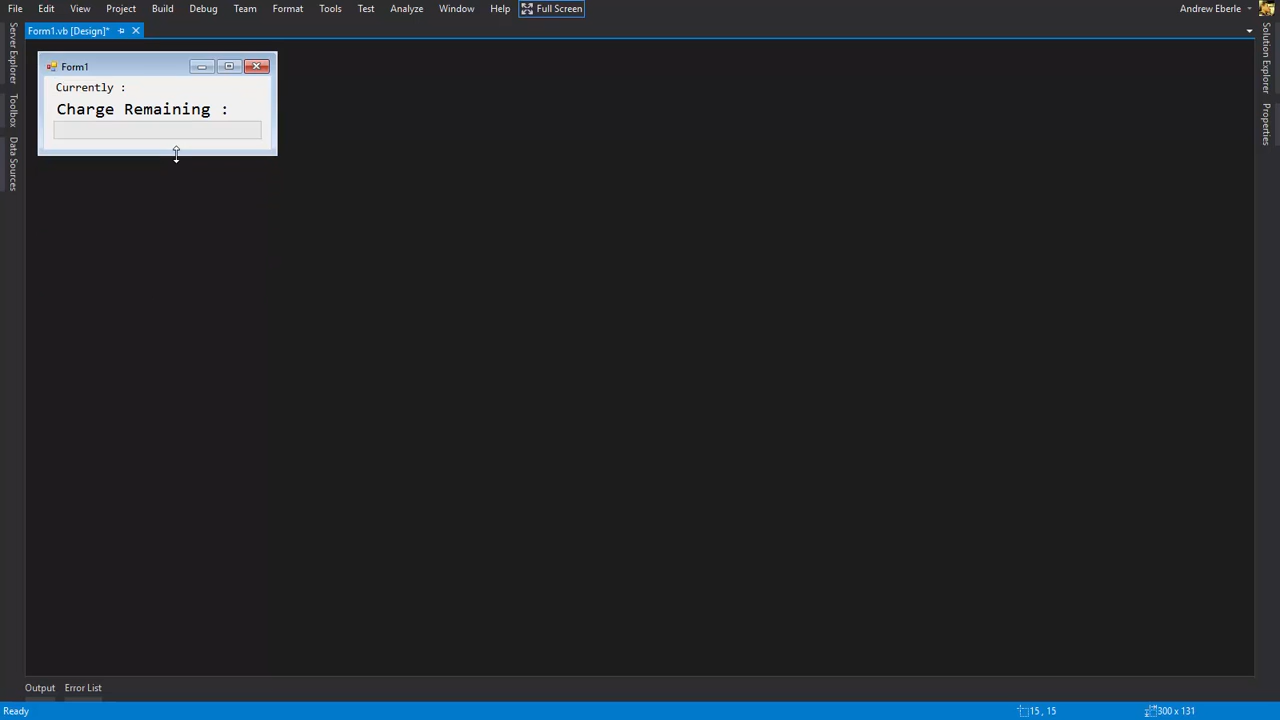 File Edit View Project Build Debug Team Format Tools Test Analyze Window Help Full Screen Andrew Eberle
Form1.vb [Design]*
Server Explorer
Toolbox
Data Sources
Form1
Currently :
Charge Remaining :
Solution Explorer
Properties
Output Error List
Ready 15 , 15 300 x 131